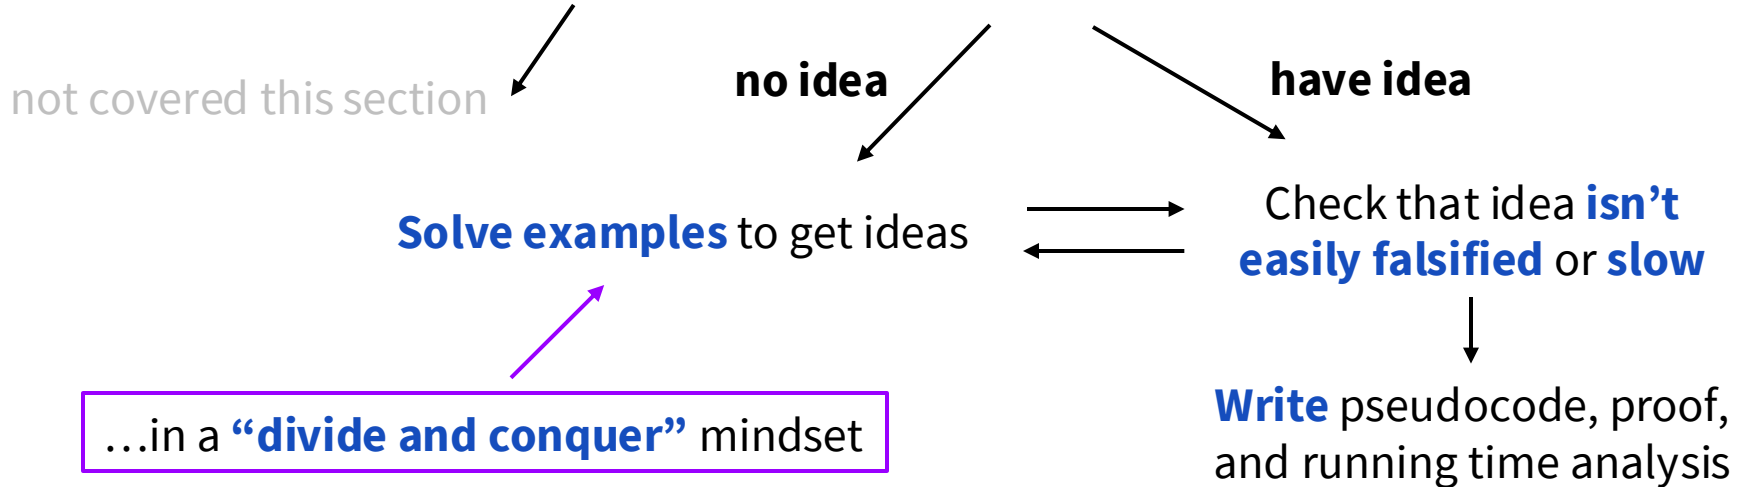 not covered this section
no idea
have idea
Solve examples to get ideas
Check that idea isn’t
easily falsified or slow
…in a “divide and conquer” mindset
Write pseudocode, proof,
and running time analysis